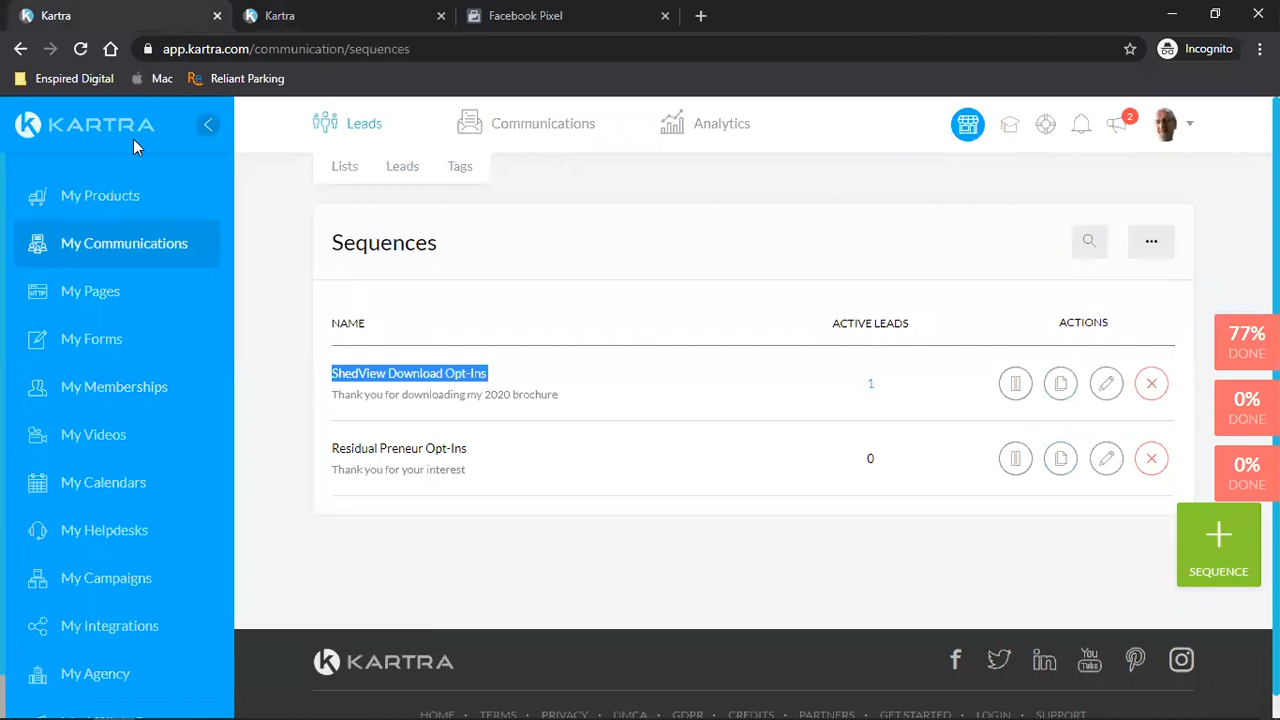 Kartra
Kartra
Facebook Pixel
app.kartra.com/communication/sequences
Incognito
Enspired Digital
Mac
Reliant Parking
KARTRA
Leads
Communications
Analytics
2
Lists
Leads
Tags
My Products
My Communications
My Pages
My Forms
My Memberships
My Videos
My Calendars
My Helpdesks
My Campaigns
My Integrations
My Agency
Sequences
NAME
ACTIVE LEADS
ACTIONS
ShedView Download Opt-Ins
Thank you for downloading my 2020 brochure
1
Residual Preneur Opt-Ins
Thank you for your interest
0
77%
DONE
0%
DONE
0%
DONE
SEQUENCE
KARTRA
HOME
TERMS
PRIVACY
DMCA
GDPR
CREDITS
PARTNERS
GET STARTED
LOGIN
SUPPORT